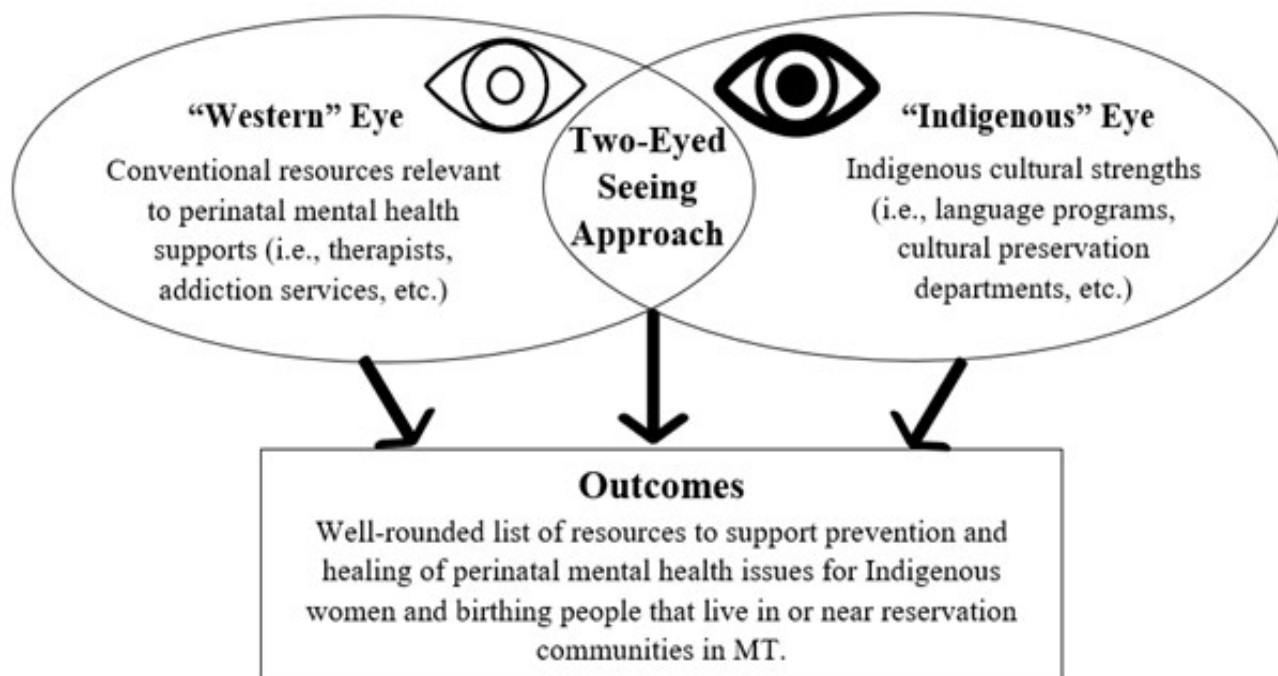 “Western” Eye
Conventional resources relevant
to perinatal mental health
supports (i.e., therapists,
addiction services, etc.)
Two-Eyed
Seeing
Approach
“Indigenous” Eye
Indigenous cultural strengths
(i.e., language programs,
cultural preservation
departments, etc.)
Outcomes
Well-rounded list of resources to support prevention and
healing of perinatal mental health issues for Indigenous
women and birthing people that live in or near reservation
communities in MT.